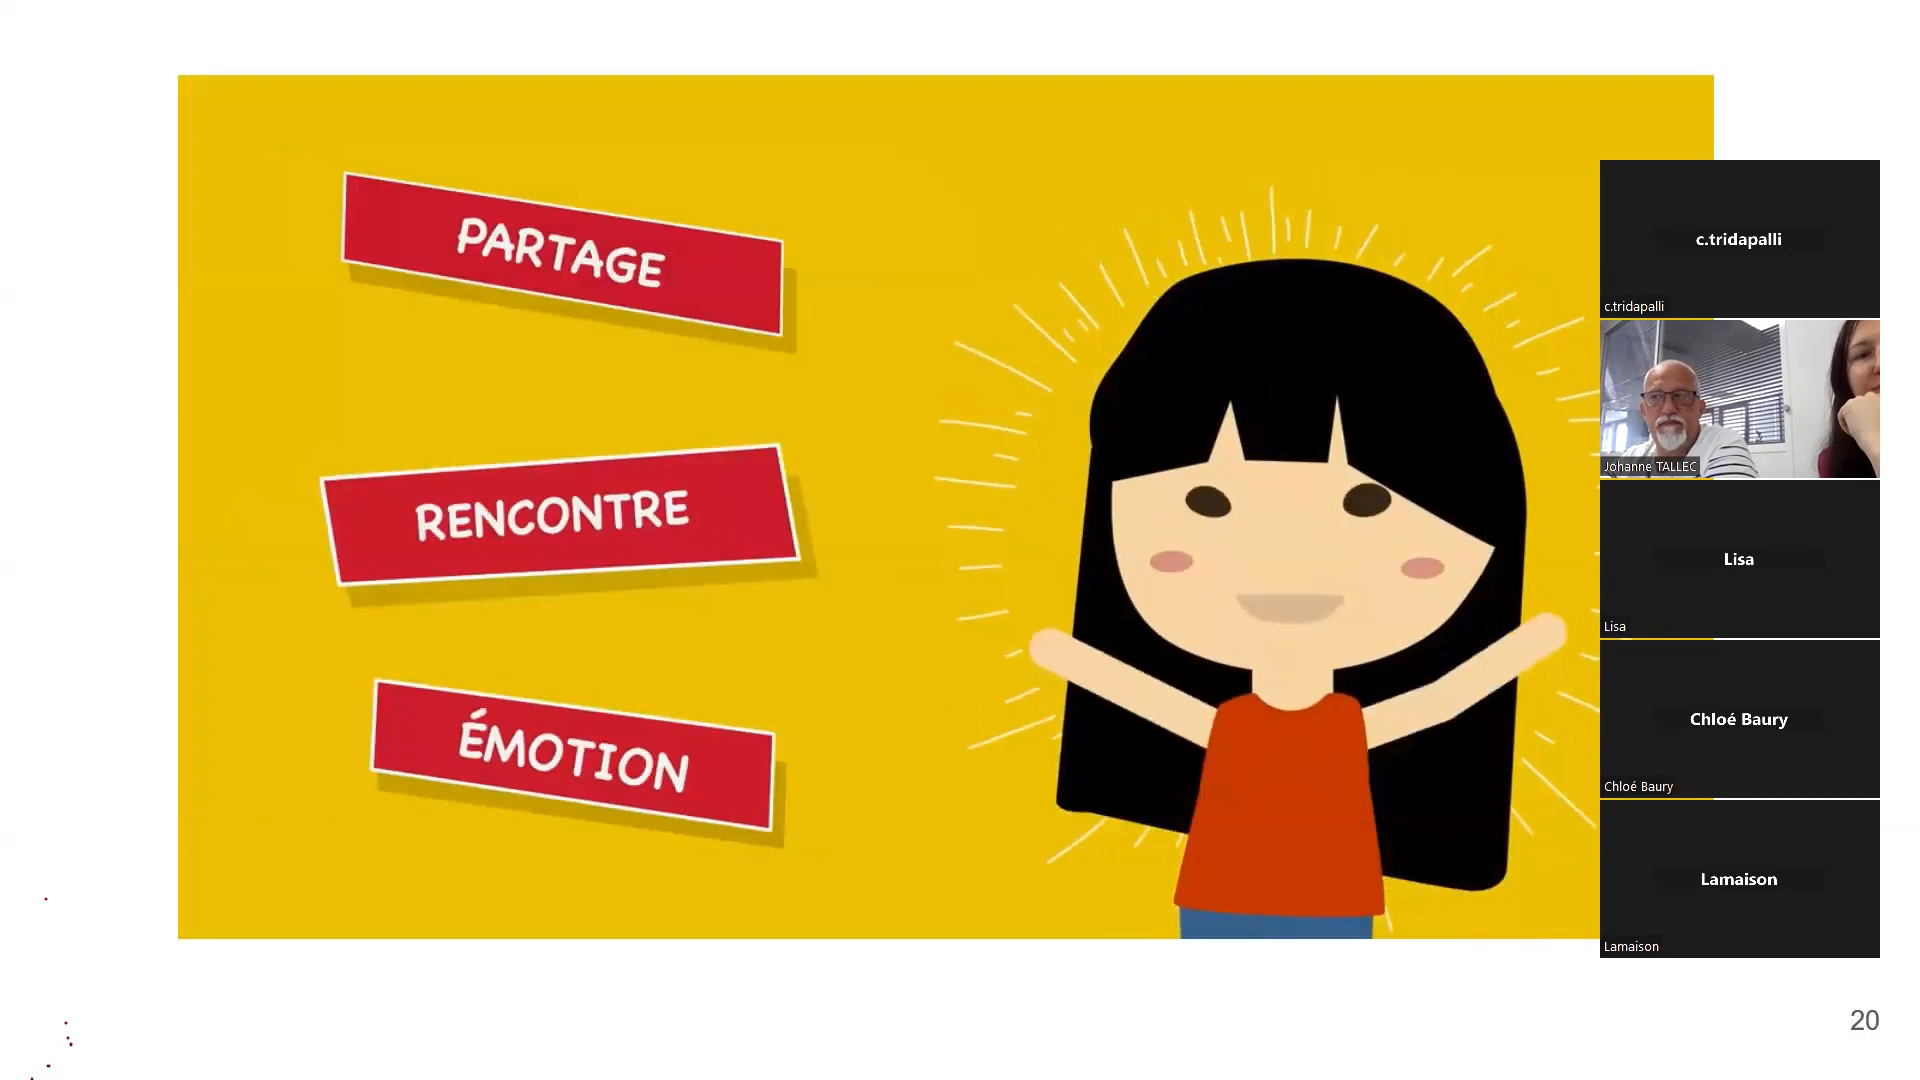 PARTAGE
RENCONTRE
ÉMOTION
c.tridapalli
c.tridapalli
Johanne TALLEC
Lisa
Lisa
Chloé Baury
Chloé Baury
Lamaison
Lamaison
20